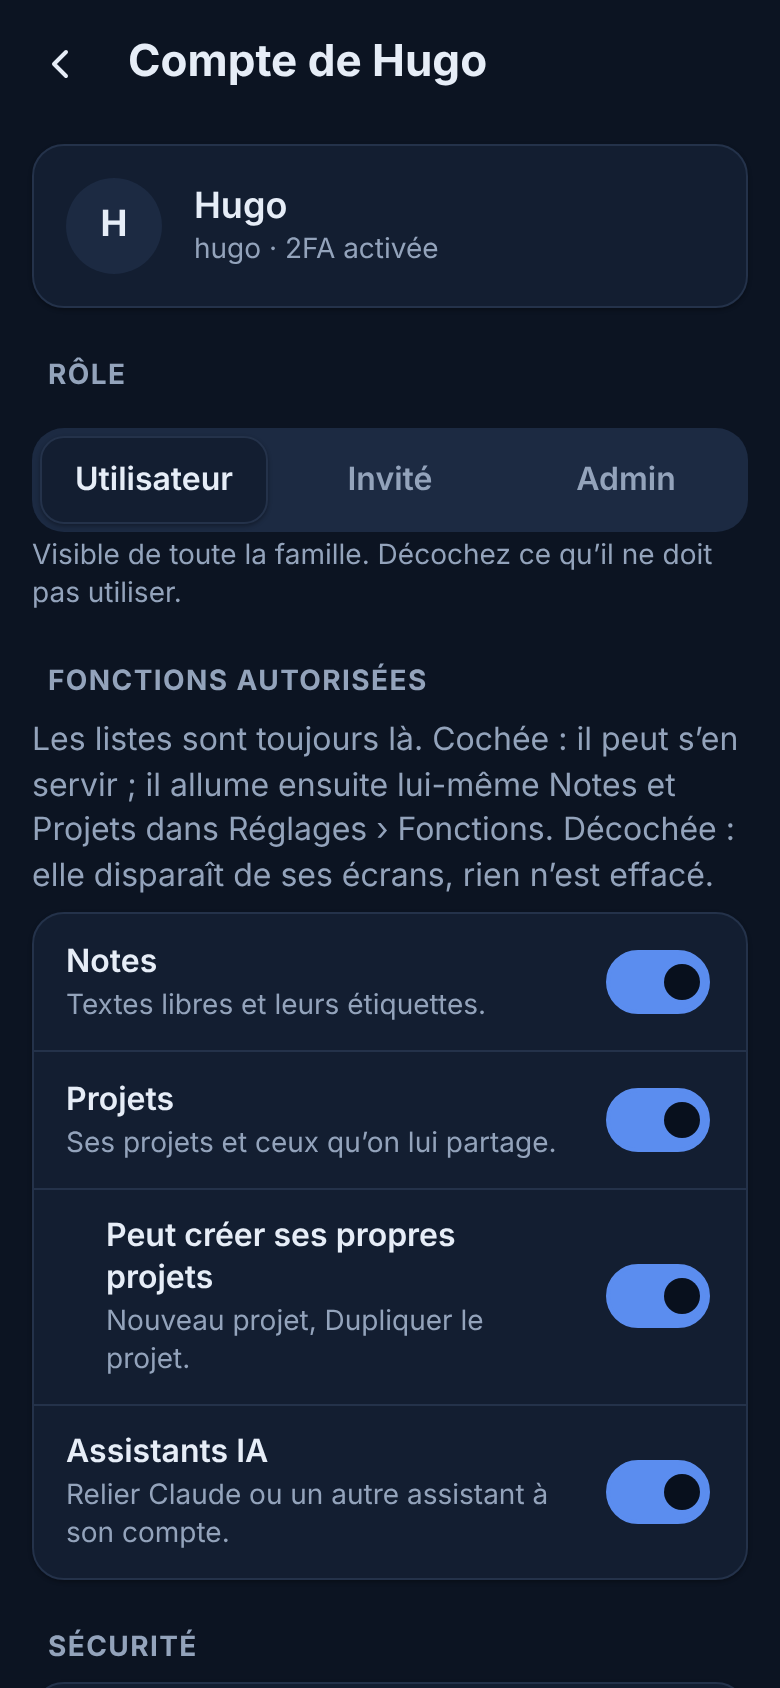 Compte de Hugo
H
Hugo
hugo · 2FA activée
RÔLE
Utilisateur
Invité
Admin
Visible de toute la famille. Décochez ce qu’il ne doit
pas utiliser.
FONCTIONS AUTORISÉES
Les listes sont toujours là. Cochée : il peut s’en
servir ; il allume ensuite lui-même Notes et
Projets dans Réglages › Fonctions. Décochée :
elle disparaît de ses écrans, rien n’est effacé.
Notes
Textes libres et leurs étiquettes.
Projets
Ses projets et ceux qu’on lui partage.
Peut créer ses propres
projets
Nouveau projet, Dupliquer le
projet.
Assistants IA
Relier Claude ou un autre assistant à
son compte.
SÉCURITÉ